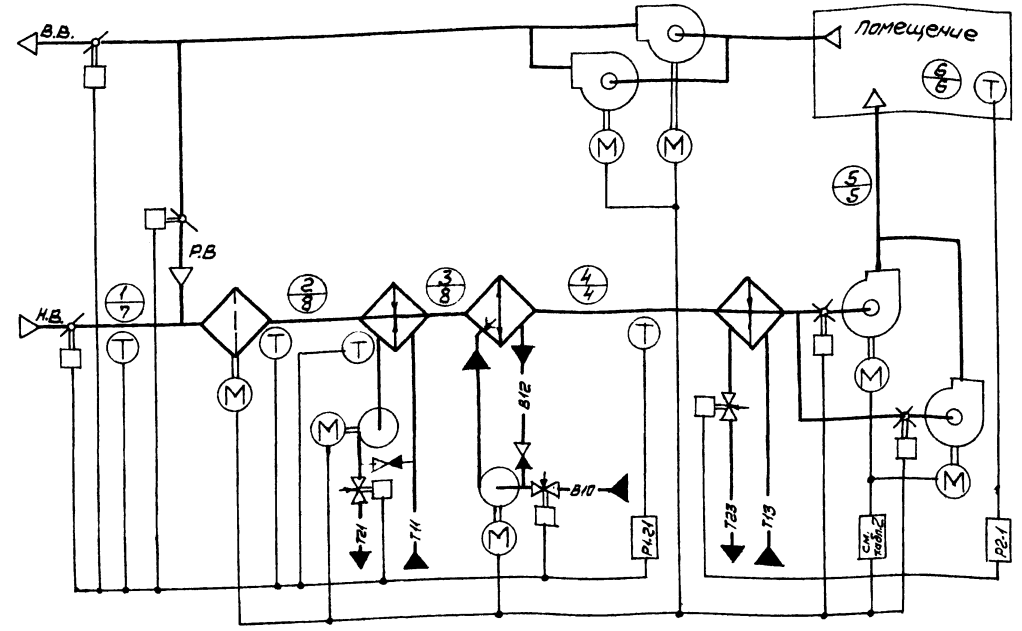 В.В.
Помещение
6
6
Т
М
М
5
5
Р.В
1
7
2
8
3
8
4
4
Н.В.
Т
Т
Т
Т
М
М
М
В12
М
В10
Т21
Т11
М
Р1-21
Т23
Т13
см. табл.2
М
Р2-1